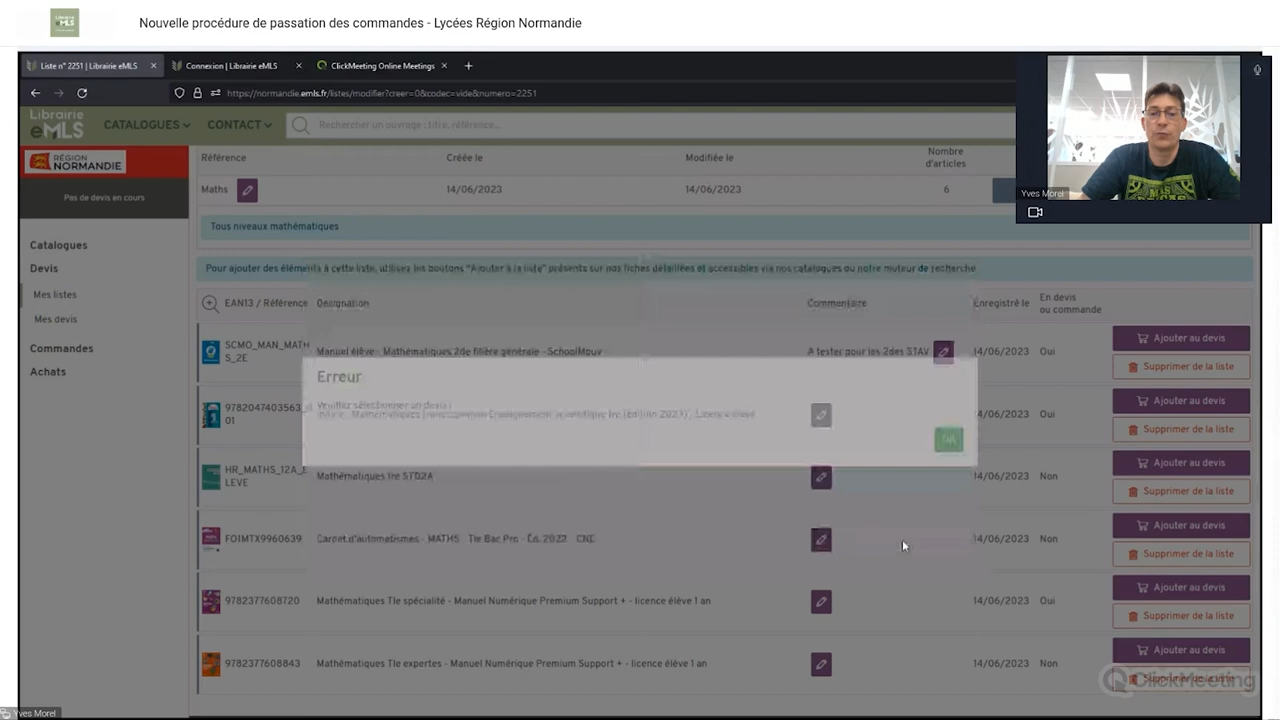 Librairie eMLS
Nouvelle procédure de passation des commandes - Lycées Région Normandie
Liste n° 2251 | Librairie eMLS
Connexion | Librairie eMLS
ClickMeeting Online Meetings
https://normandie.emls.fr/listes/modifier?creer=0&codec=vide&numero=2251
Librairie eMLS
CATALOGUES
CONTACT
Rechercher un ouvrage : titre, référence...
RÉGION NORMANDIE
Pas de devis en cours
Catalogues
Devis
Mes listes
Mes devis
Commandes
Achats
Référence Créée le Modifiée le Nombre d'articles
Maths 14/06/2023 14/06/2023 6
Tous niveaux mathématiques
Pour ajouter des éléments à cette liste, utilisez les boutons "Ajouter à la liste" présents sur nos fiches détaillées et accessibles via nos catalogues ou notre moteur de recherche
EAN13 / Référence Désignation Commentaire Enregistré le En devis ou commande
SCMO_MAN_MATHS_2E Manuel élève - Mathématiques 2de filière générale - SchoolMouv A tester pour les 2des STAV 14/06/2023 Oui
Ajouter au devis
Supprimer de la liste
Erreur
Veuillez sélectionner un devis !
OK
14/06/2023 Oui
Ajouter au devis
Supprimer de la liste
Mathématiques 1re STD2A 14/06/2023 Non
Ajouter au devis
Supprimer de la liste
FOIMTX9960639 Carnet d'automatismes - MATHS Tle Bac Pro - Éd. 2022 14/06/2023 Non
Ajouter au devis
Supprimer de la liste
9782377608720 Mathématiques Tle spécialité - Manuel Numérique Premium Support + - licence élève 1 an 14/06/2023 Oui
Ajouter au devis
Supprimer de la liste
9782377608843 Mathématiques Tle expertes - Manuel Numérique Premium Support + - licence élève 1 an 14/06/2023 Non
Ajouter au devis
Supprimer de la liste
ClickMeeting
Yves Morel
Yves Morel